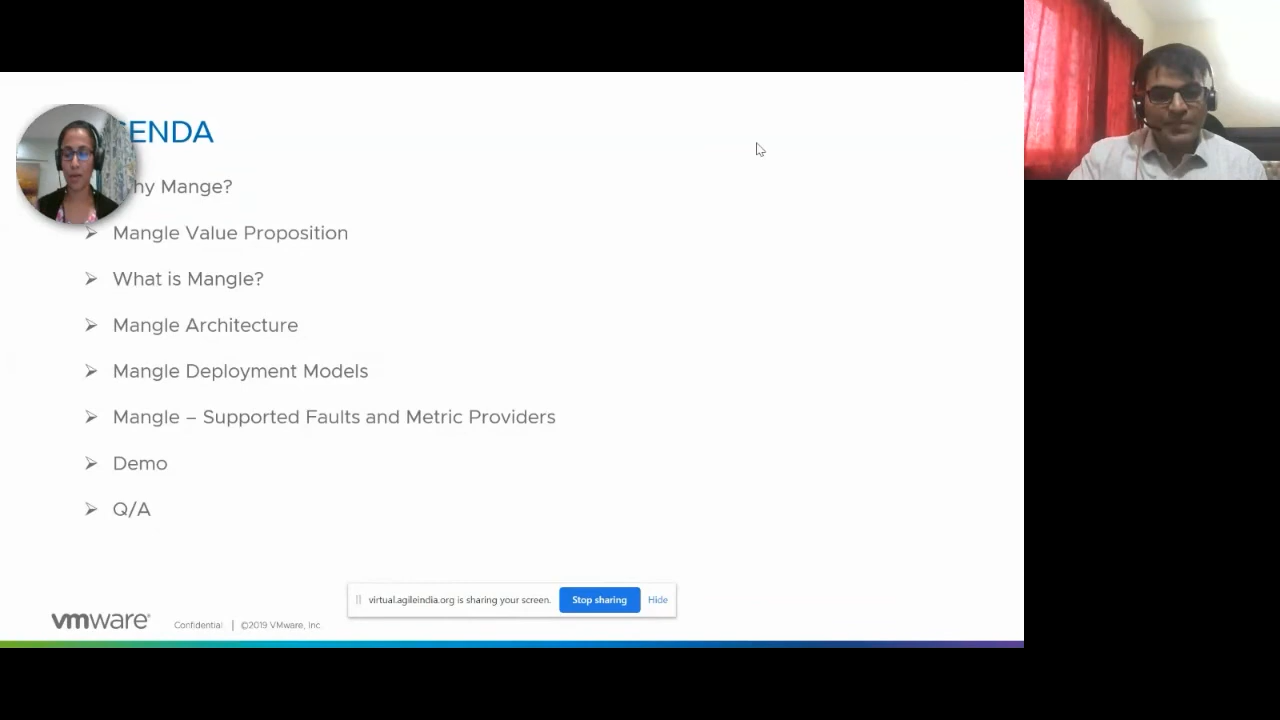 ENDA
hy Mange?
Mangle Value Proposition
What is Mangle?
Mangle Architecture
Mangle Deployment Models
Mangle – Supported Faults and Metric Providers
Demo
Q/A
virtual.agileindia.org is sharing your screen. Stop sharing Hide
vmware® Confidential | ©2019 VMware, Inc.